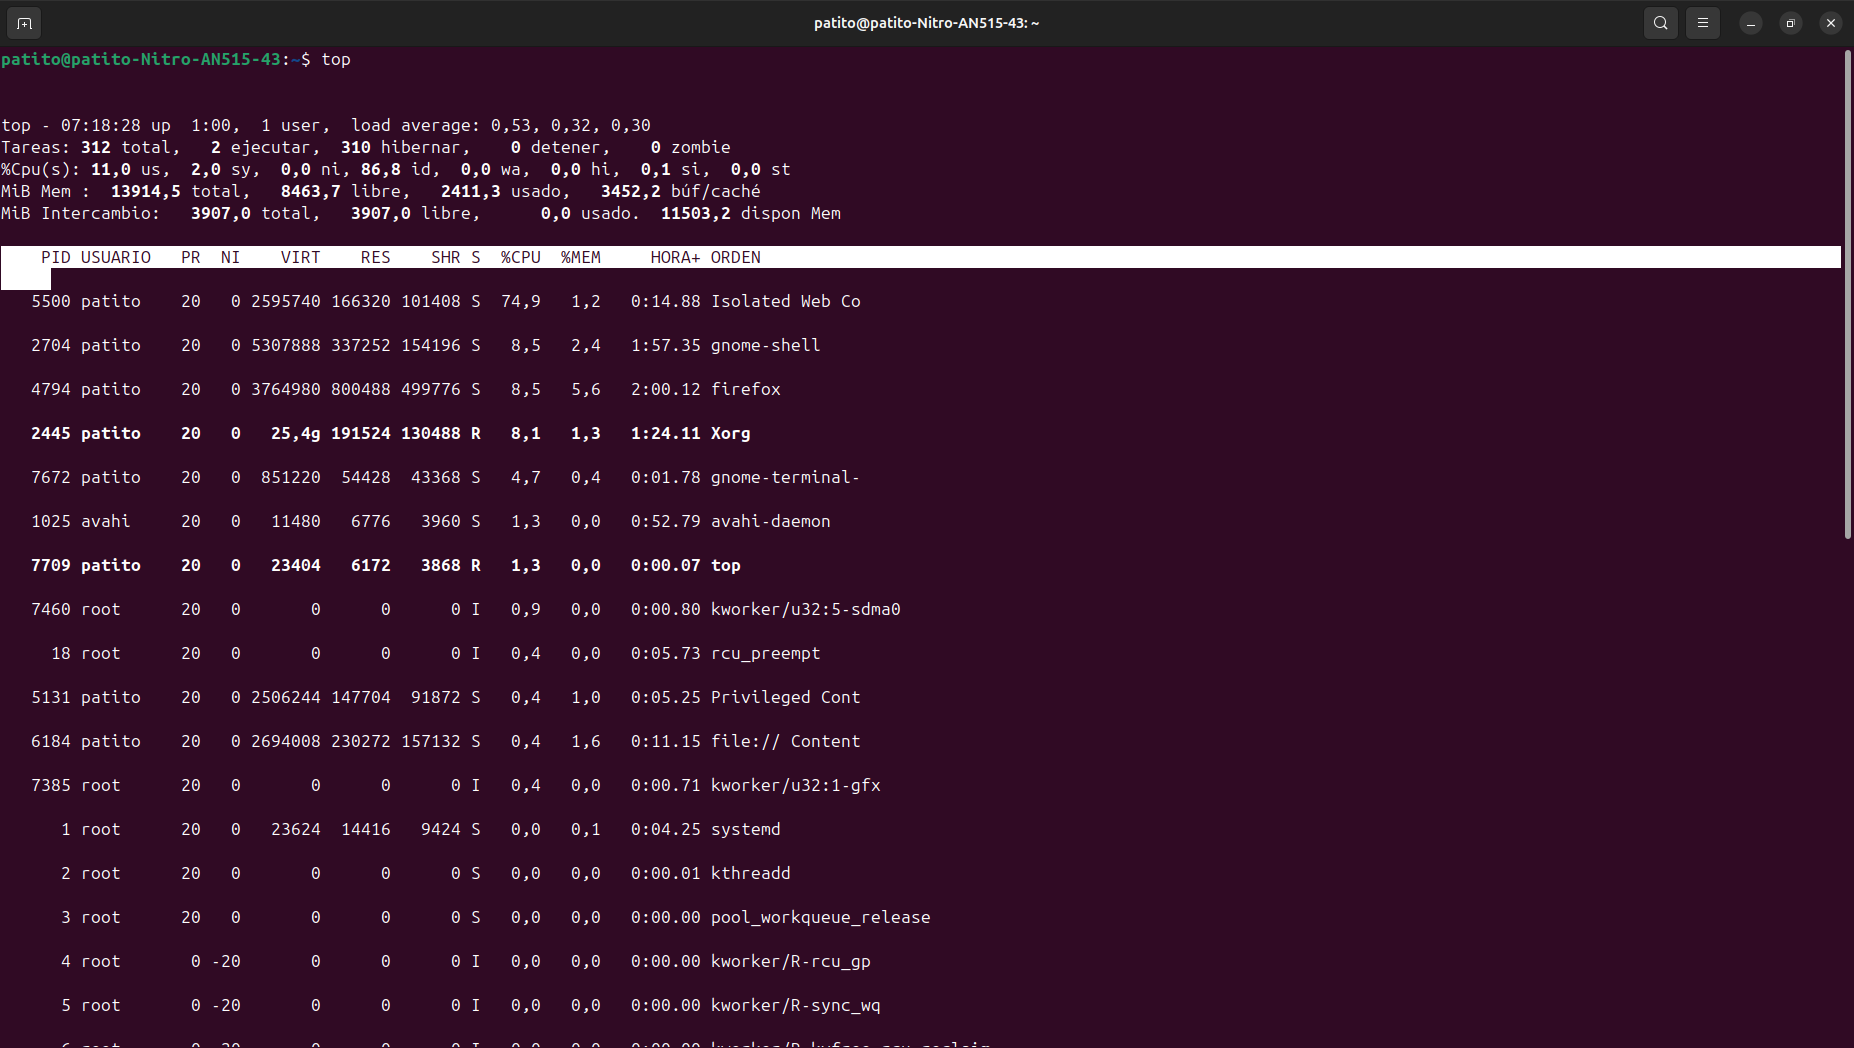 patito@patito-Nitro-AN515-43: ~
patito@patito-Nitro-AN515-43:~$ top
top - 07:18:28 up  1:00,  1 user,  load average: 0,53, 0,32, 0,30
Tareas: 312 total,   2 ejecutar,  310 hibernar,    0 detener,    0 zombie
%Cpu(s): 11,0 us,  2,0 sy,  0,0 ni, 86,8 id,  0,0 wa,  0,0 hi,  0,1 si,  0,0 st
MiB Mem :  13914,5 total,   8463,7 libre,   2411,3 usado,   3452,2 búf/caché
MiB Intercambio:   3907,0 total,   3907,0 libre,      0,0 usado.  11503,2 dispon Mem
PID USUARIO   PR  NI    VIRT    RES    SHR S  %CPU  %MEM     HORA+ ORDEN
5500 patito    20   0 2595740 166320 101408 S  74,9   1,2   0:14.88 Isolated Web Co
2704 patito    20   0 5307888 337252 154196 S   8,5   2,4   1:57.35 gnome-shell
4794 patito    20   0 3764980 800488 499776 S   8,5   5,6   2:00.12 firefox
2445 patito    20   0   25,4g 191524 130488 R   8,1   1,3   1:24.11 Xorg
7672 patito    20   0  851220  54428  43368 S   4,7   0,4   0:01.78 gnome-terminal-
1025 avahi     20   0   11480   6776   3960 S   1,3   0,0   0:52.79 avahi-daemon
7709 patito    20   0   23404   6172   3868 R   1,3   0,0   0:00.07 top
7460 root      20   0       0      0      0 I   0,9   0,0   0:00.80 kworker/u32:5-sdma0
18 root      20   0       0      0      0 I   0,4   0,0   0:05.73 rcu_preempt
5131 patito    20   0 2506244 147704  91872 S   0,4   1,0   0:05.25 Privileged Cont
6184 patito    20   0 2694008 230272 157132 S   0,4   1,6   0:11.15 file:// Content
7385 root      20   0       0      0      0 I   0,4   0,0   0:00.71 kworker/u32:1-gfx
1 root      20   0   23624  14416   9424 S   0,0   0,1   0:04.25 systemd
2 root      20   0       0      0      0 S   0,0   0,0   0:00.01 kthreadd
3 root      20   0       0      0      0 S   0,0   0,0   0:00.00 pool_workqueue_release
4 root       0 -20       0      0      0 I   0,0   0,0   0:00.00 kworker/R-rcu_gp
5 root       0 -20       0      0      0 I   0,0   0,0   0:00.00 kworker/R-sync_wq